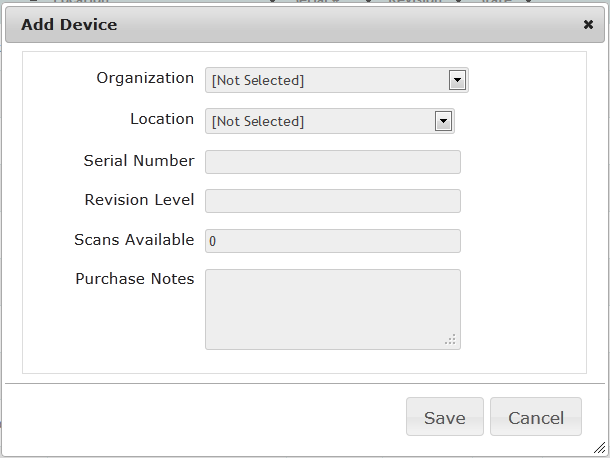 Add Device
Organization [Not Selected]
Location [Not Selected]
Serial Number
Revision Level
Scans Available 0
Purchase Notes
Save Cancel